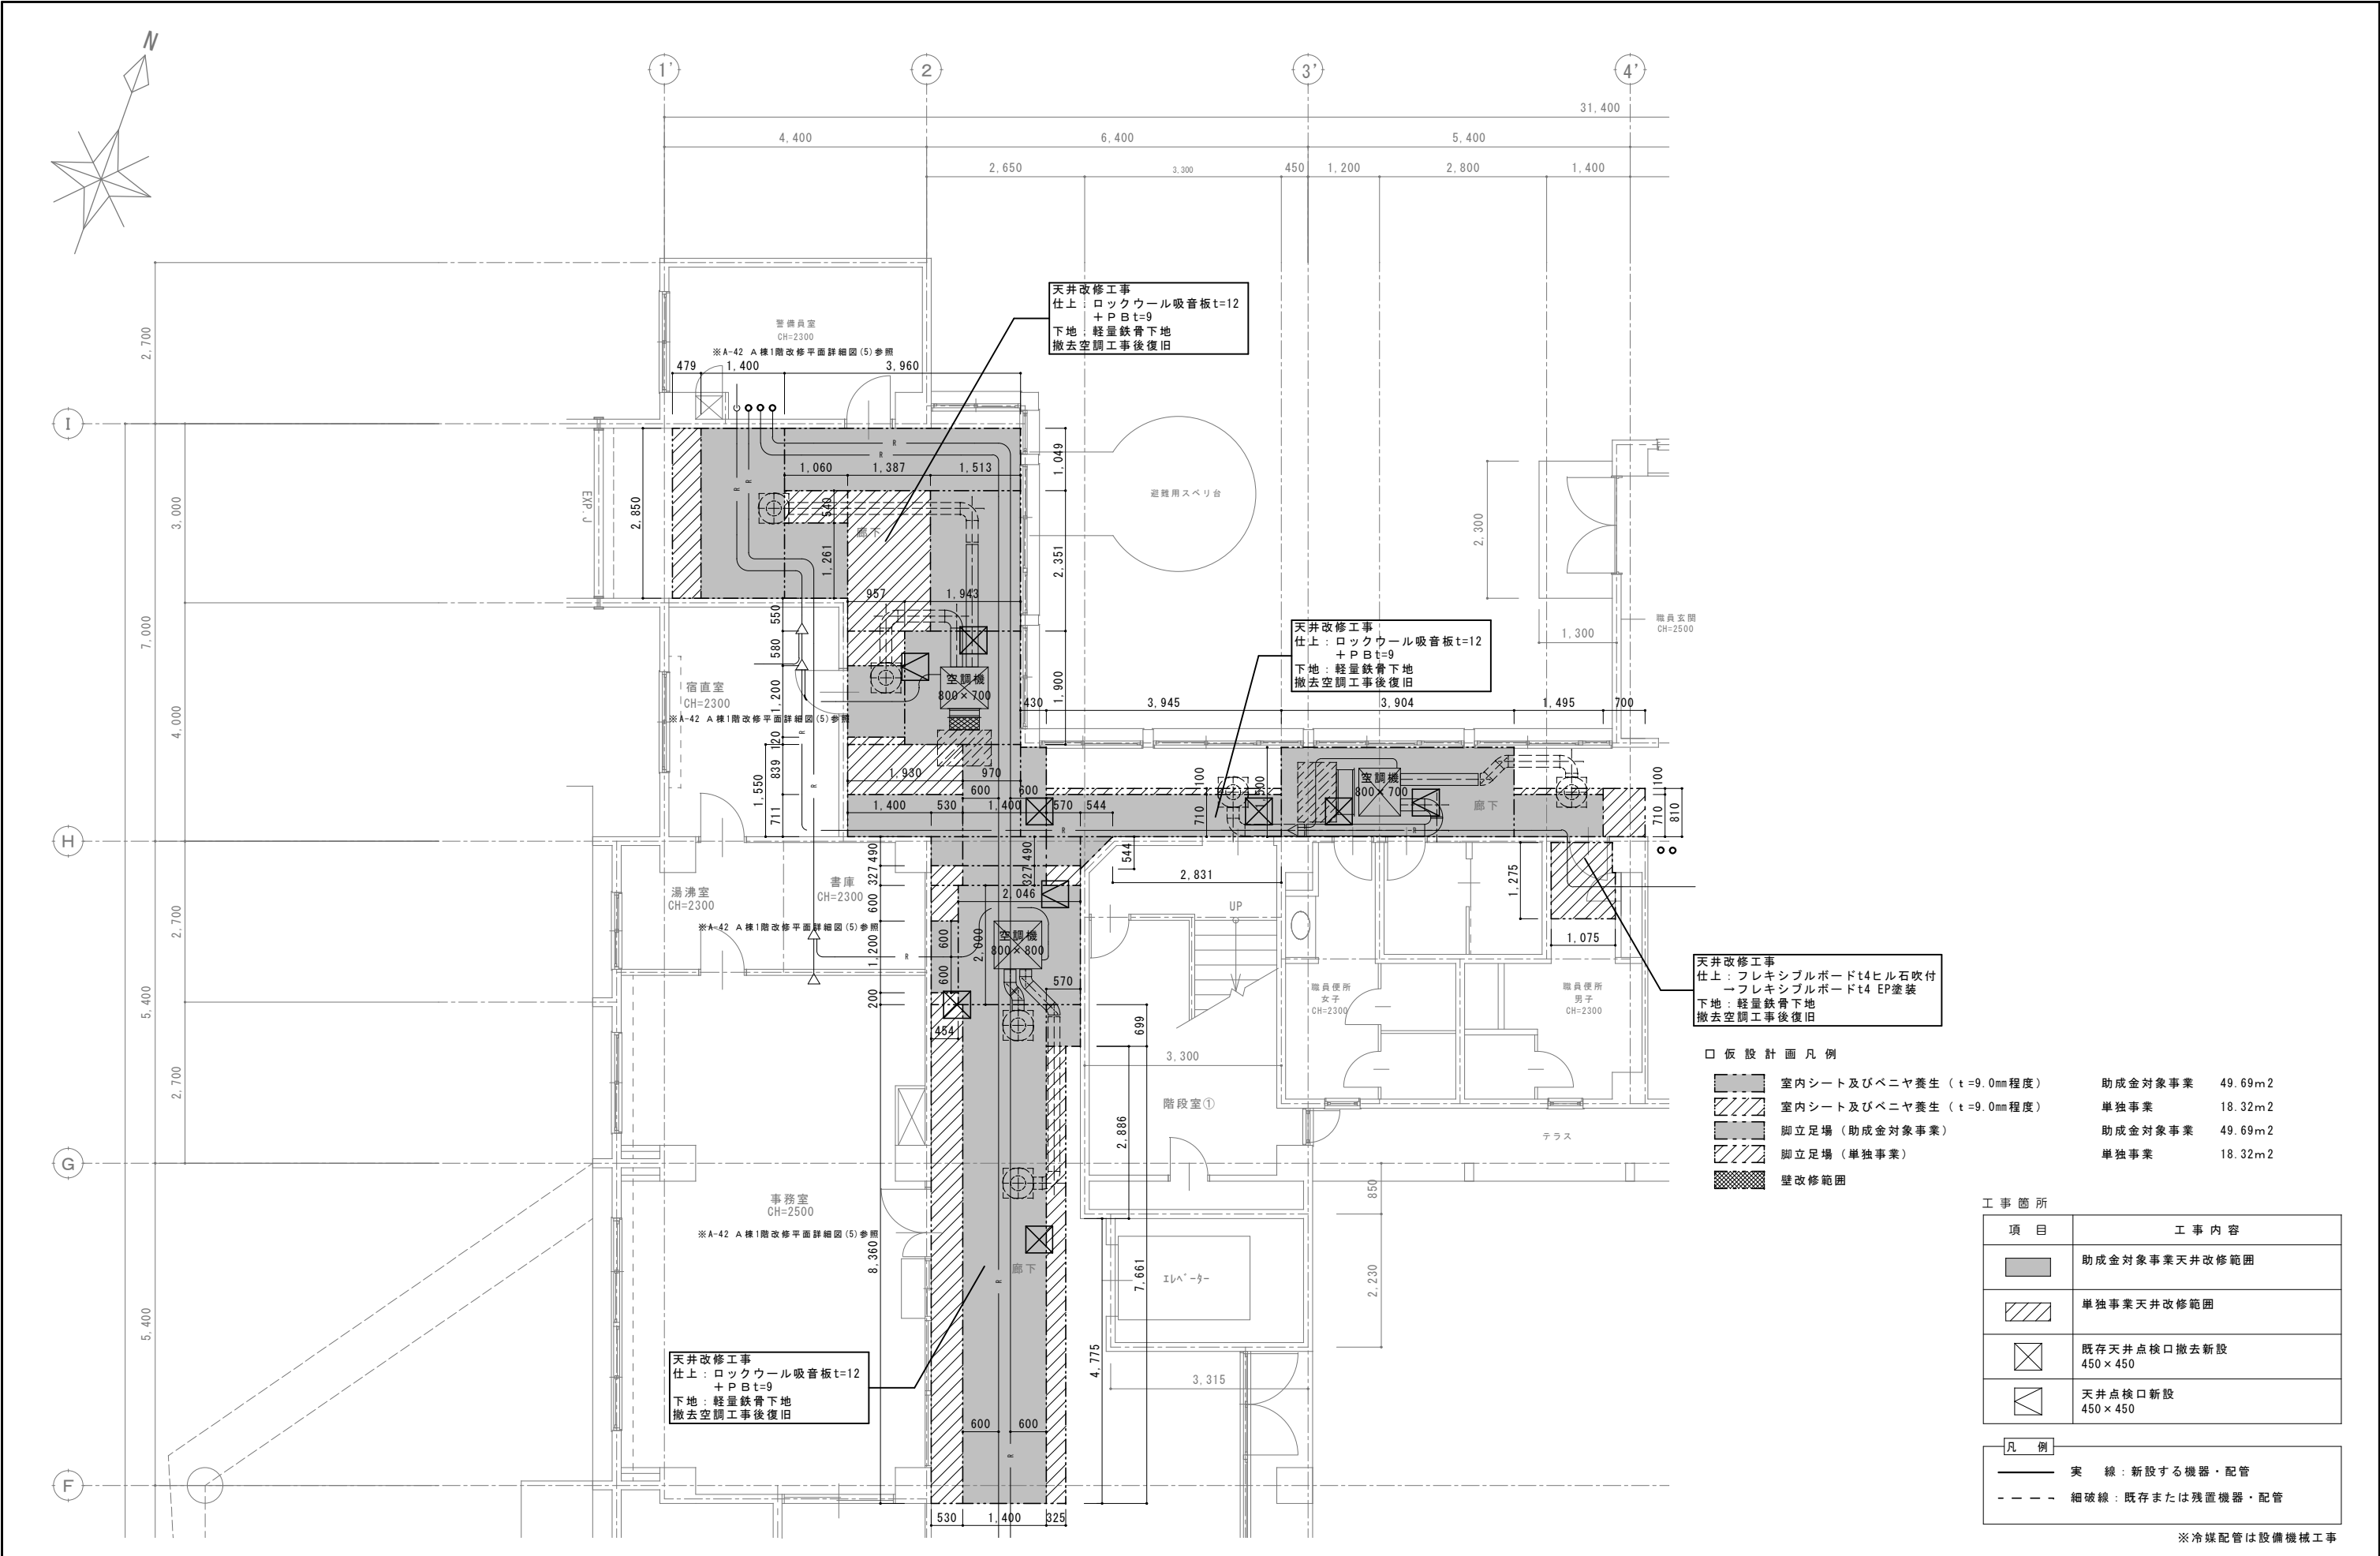 N
1'
2
3'
4'
31,400
4,400
6,400
5,400
2,650
3,300
450
1,200
2,800
1,400
2,700
3,000
7,000
4,000
2,700
5,400
2,700
5,400
I
H
G
F
天井改修工事
仕上：ロックウール吸音板t=12
＋ＰＢt=9
下地：軽量鉄骨下地
撤去空調工事後復旧
警備員室
CH=2300
※A-42 A棟1階改修平面詳細図(5)参照
479
1,400
3,960
R
R
1,060
1,387
1,513
1,049
R
R
540
廊下
2,850
EXP.J
1,261
2,351
避難用スベリ台
2,300
957
1,943
550
580
1,200
120
839
711
1,550
1,900
空調機
800×700
宿直室
CH=2300
※A-42 A棟1階改修平面詳細図(5)参照
R
R
天井改修工事
仕上：ロックウール吸音板t=12
＋ＰＢt=9
下地：軽量鉄骨下地
撤去空調工事後復旧
1,300
職員玄関
CH=2500
430
3,945
3,904
1,495
700
1,930
970
600
600
1,400
530
1,400
570
544
100
710
空調機
800×700
廊下
100
710
810
R
R
490
327
490
327
544
2,831
1,275
1,075
湯沸室
CH=2300
書庫
CH=2300
※A-42 A棟1階改修平面詳細図(5)参照
600
1,200
200
600
600
2,046
2,000
空調機
800×800
R
570
454
UP
699
3,300
2,886
階段室①
職員便所
女子
CH=2300
職員便所
男子
CH=2300
テラス
天井改修工事
仕上：フレキシブルボードt4ヒル石吹付
→フレキシブルボードt4 EP塗装
下地：軽量鉄骨下地
撤去空調工事後復旧
事務室
CH=2500
※A-42 A棟1階改修平面詳細図(5)参照
8,360
廊下
R
R
エレベーター
7,661
4,775
850
2,230
3,315
天井改修工事
仕上：ロックウール吸音板t=12
＋ＰＢt=9
下地：軽量鉄骨下地
撤去空調工事後復旧
600
600
530
1,400
325
ロ 仮設計画凡例
室内シート及びベニヤ養生（t=9.0㎜程度） 助成金対象事業 49.69m2
室内シート及びベニヤ養生（t=9.0㎜程度） 単独事業 18.32m2
脚立足場（助成金対象事業） 助成金対象事業 49.69m2
脚立足場（単独事業） 単独事業 18.32m2
壁改修範囲
工事箇所
項目 工事内容
助成金対象事業天井改修範囲
単独事業天井改修範囲
既存天井点検口撤去新設
450×450
天井点検口新設
450×450
凡例
実 線：新設する機器・配管
細破線：既存または残置機器・配管
※冷媒配管は設備機械工事